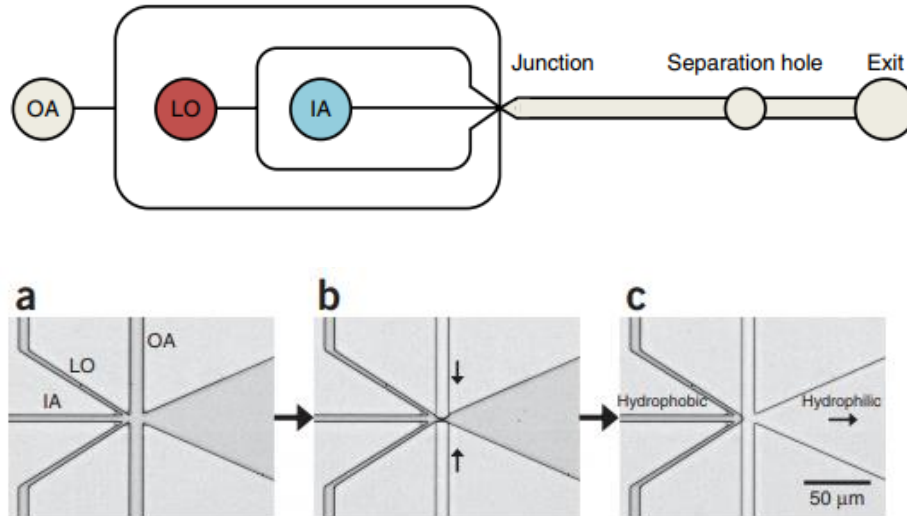 Junction
Separation hole
Exit
OA
LO
IA
a
b
c
OA
LO
IA
Hydrophobic
Hydrophilic
50 μm